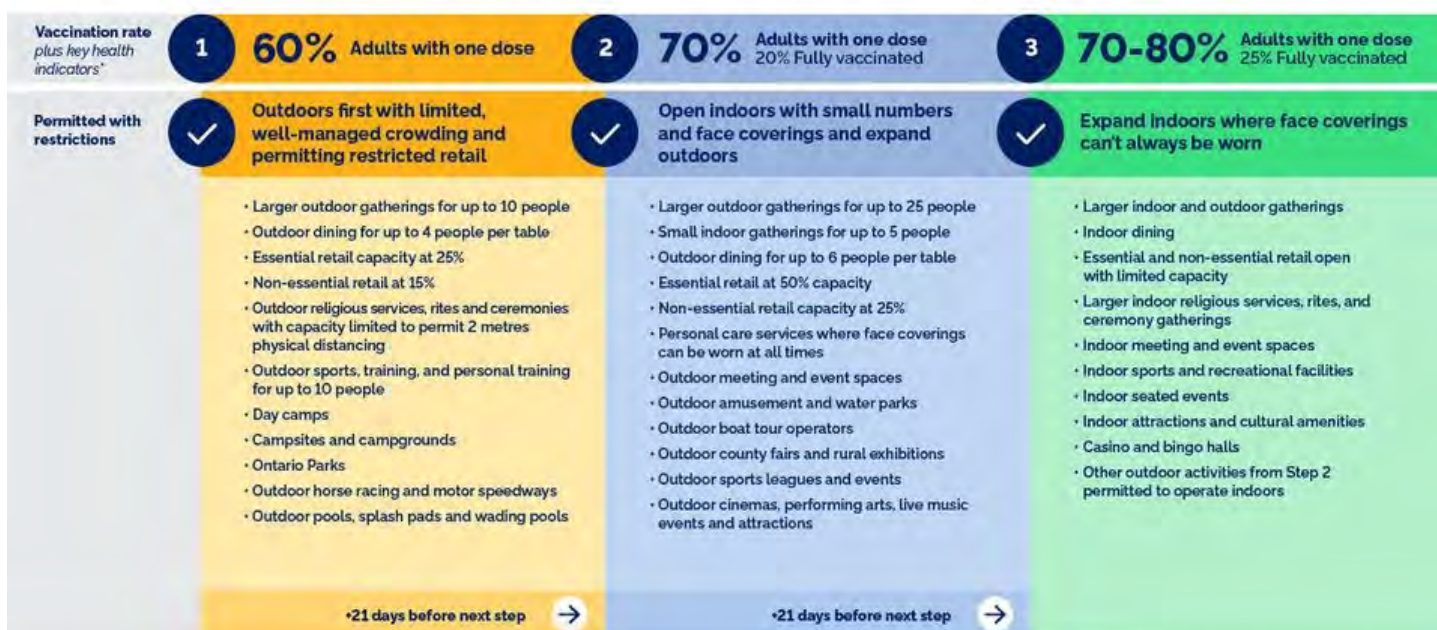 Vaccination rate
plus key health
indicators*
1
60% Adults with one dose
2
70% Adults with one dose
20% Fully vaccinated
3
70-80% Adults with one dose
25% Fully vaccinated
Permitted with
restrictions
Outdoors first with limited,
well-managed crowding and
permitting restricted retail
Open indoors with small numbers
and face coverings and expand
outdoors
Expand indoors where face coverings
can't always be worn
• Larger outdoor gatherings for up to 10 people
• Outdoor dining for up to 4 people per table
• Essential retail capacity at 25%
• Non-essential retail at 15%
• Outdoor religious services, rites and ceremonies
with capacity limited to permit 2 metres
physical distancing
• Outdoor sports, training, and personal training
for up to 10 people
• Day camps
• Campsites and campgrounds
• Ontario Parks
• Outdoor horse racing and motor speedways
• Outdoor pools, splash pads and wading pools
+21 days before next step
• Larger outdoor gatherings for up to 25 people
• Small indoor gatherings for up to 5 people
• Outdoor dining for up to 6 people per table
• Essential retail at 50% capacity
• Non-essential retail capacity at 25%
• Personal care services where face coverings
can be worn at all times
• Outdoor meeting and event spaces
• Outdoor amusement and water parks
• Outdoor boat tour operators
• Outdoor county fairs and rural exhibitions
• Outdoor sports leagues and events
• Outdoor cinemas, performing arts, live music
events and attractions
+21 days before next step
• Larger indoor and outdoor gatherings
• Indoor dining
• Essential and non-essential retail open
with limited capacity
• Larger indoor religious services, rites, and
ceremony gatherings
• Indoor meeting and event spaces
• Indoor sports and recreational facilities
• Indoor seated events
• Indoor attractions and cultural amenities
• Casino and bingo halls
• Other outdoor activities from Step 2
permitted to operate indoors